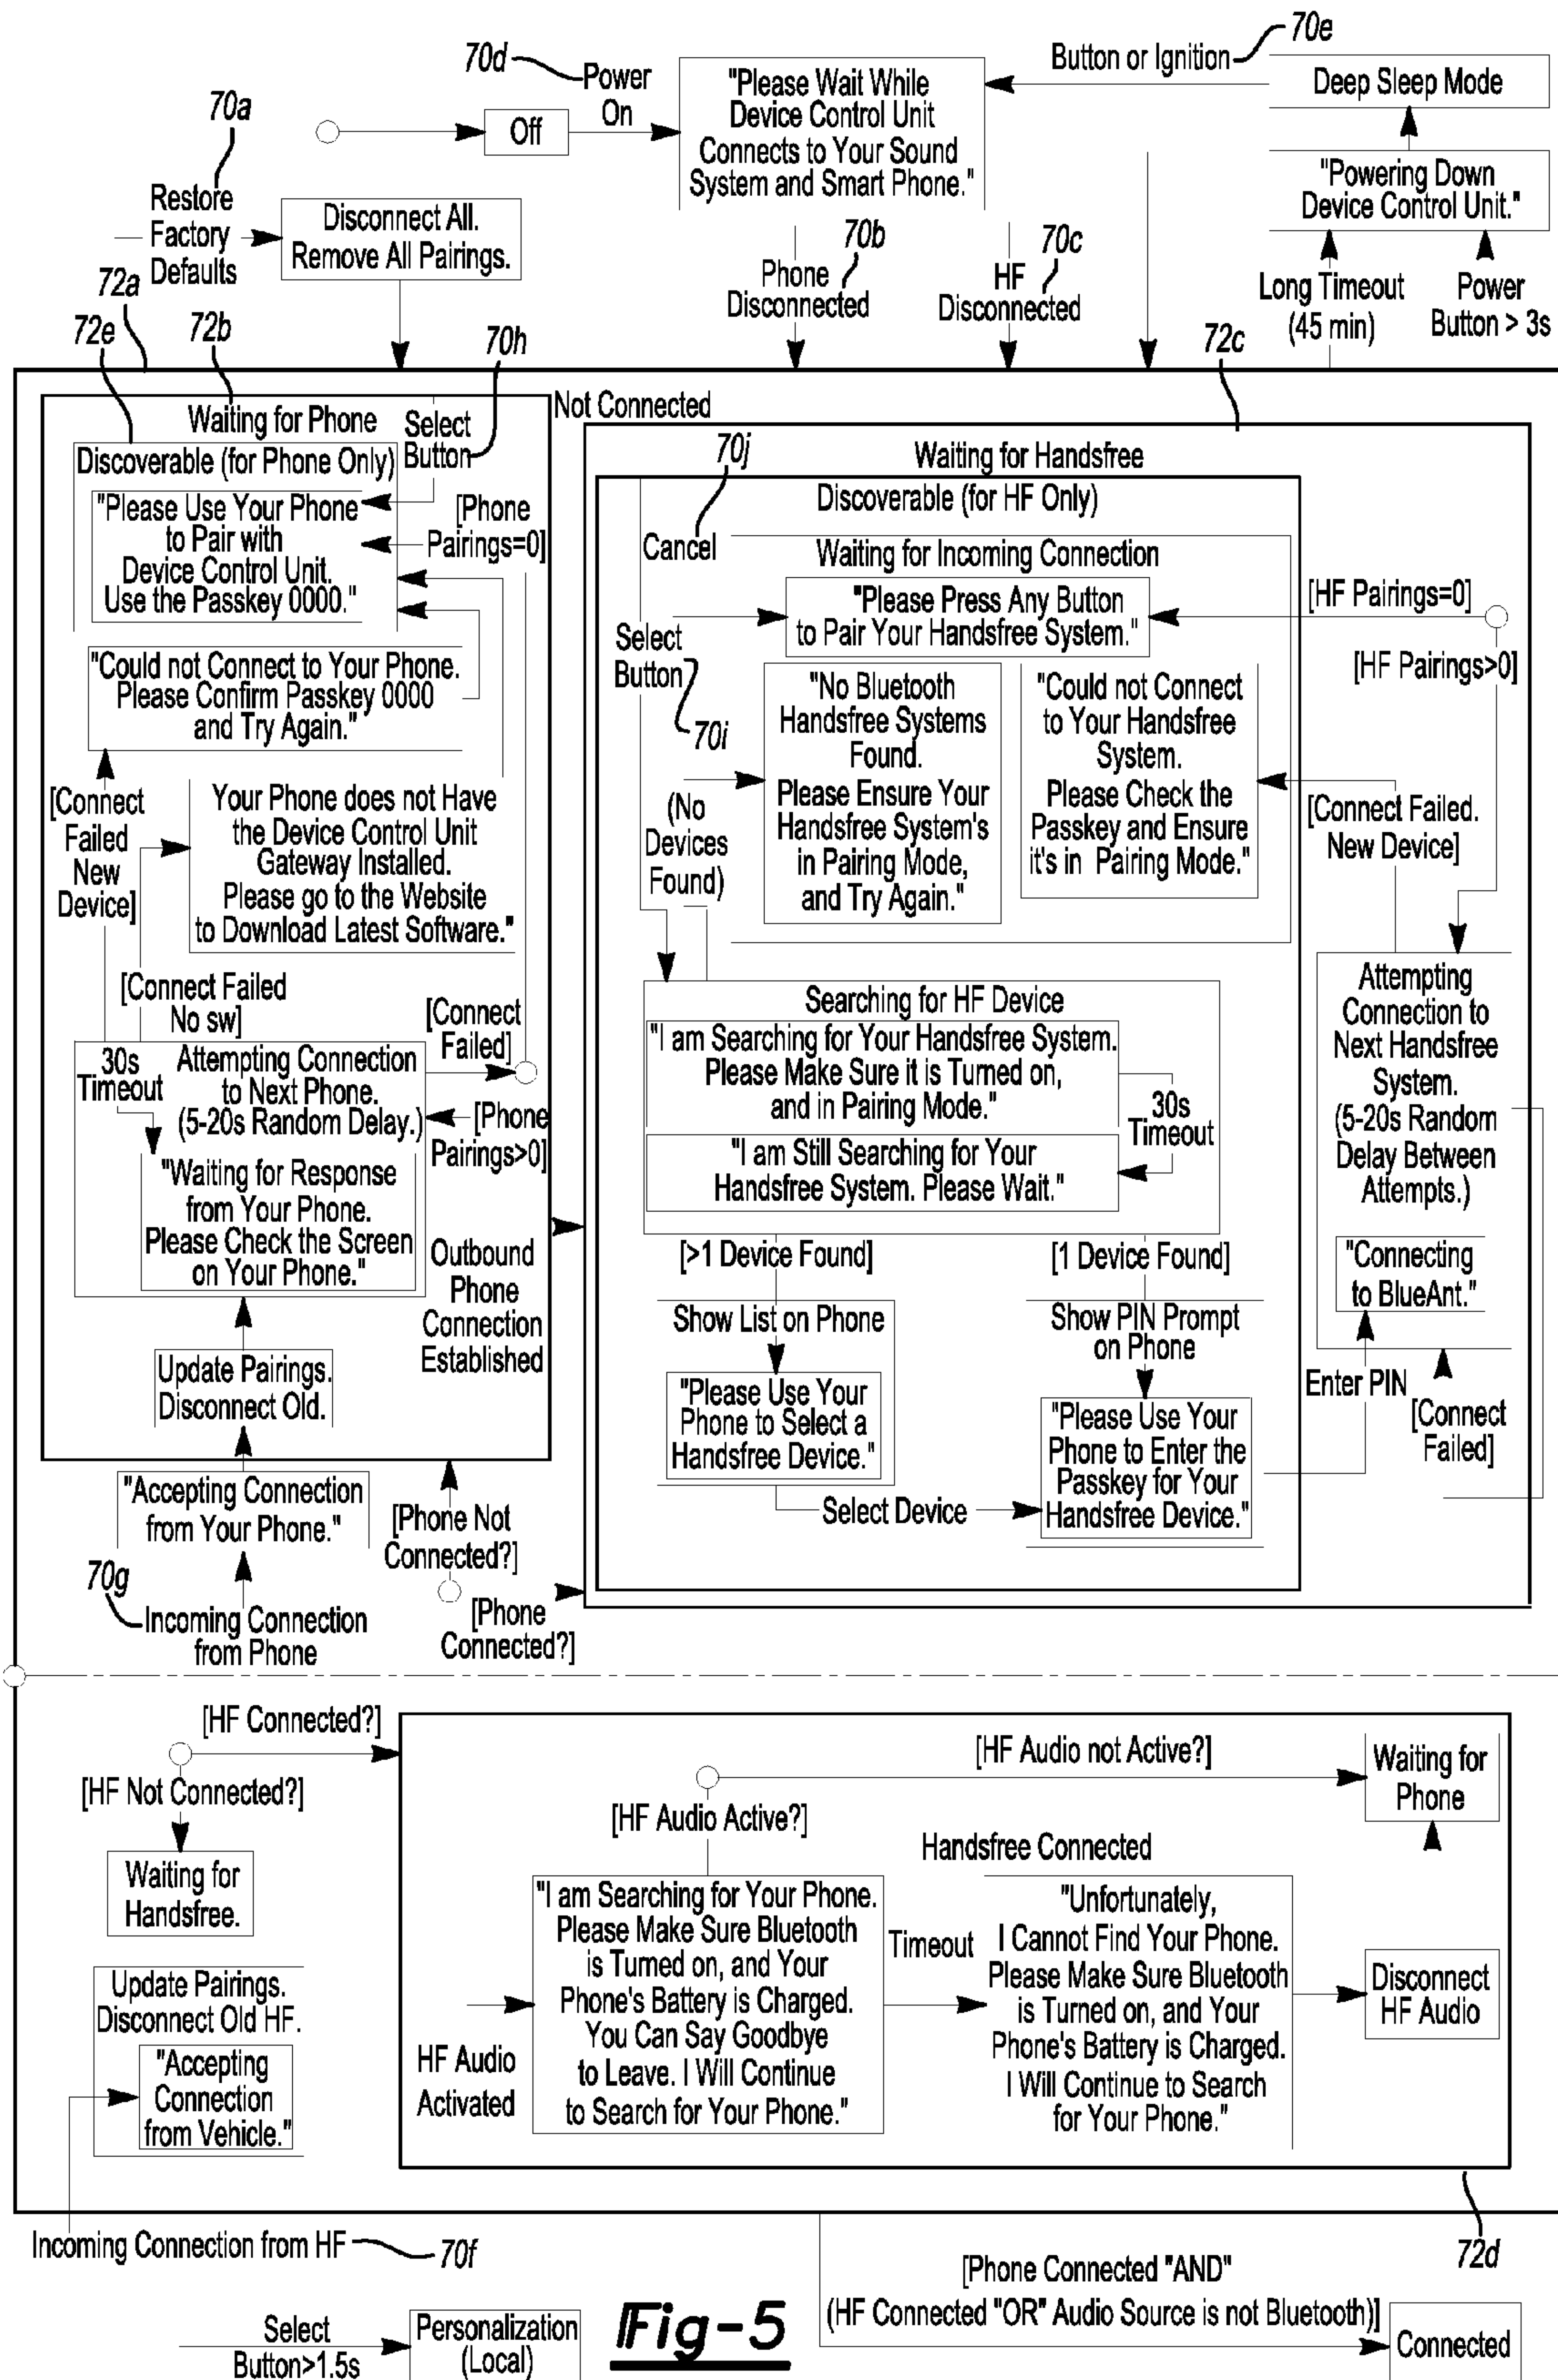 70d
Power
On
"Please Wait While
Device Control Unit
Connects to Your Sound
System and Smart Phone."
Button or Ignition
70e
Deep Sleep Mode
70a
Off
"Powering Down
Device Control Unit."
Restore
Factory
Defaults
Disconnect All.
Remove All Pairings.
70b
Phone
Disconnected
70c
HF
Disconnected
Long Timeout
(45 min)
Power
Button > 3s
72a
72e
72b
70h
72c
Not Connected
Waiting for Phone
Select
Button
Discoverable (for Phone Only)
"Please Use Your Phone
to Pair with
Device Control Unit.
Use the Passkey 0000."
[Phone
Pairings=0]
"Could not Connect to Your Phone.
Please Confirm Passkey 0000
and Try Again."
[Connect
Failed
New
Device]
Your Phone does not Have
the Device Control Unit
Gateway Installed.
Please go to the Website
to Download Latest Software."
[Connect Failed
No sw]
[Connect
Failed]
30s
Timeout
Attempting Connection
to Next Phone.
(5-20s Random Delay.)
[Phone
Pairings>0]
"Waiting for Response
from Your Phone.
Please Check the Screen
on Your Phone."
Outbound
Phone
Connection
Established
Update Pairings.
Disconnect Old.
"Accepting Connection
from Your Phone."
[Phone Not
Connected?]
70g
Incoming Connection
from Phone
[Phone
Connected?]
70j
Waiting for Handsfree
Discoverable (for HF Only)
Cancel
Waiting for Incoming Connection
"Please Press Any Button
to Pair Your Handsfree System."
[HF Pairings=0]
[HF Pairings>0]
Select
Button
70i
"No Bluetooth
Handsfree Systems
Found.
Please Ensure Your
Handsfree System's
in Pairing Mode,
and Try Again."
"Could not Connect
to Your Handsfree
System.
Please Check the
Passkey and Ensure
it's in Pairing Mode."
(No
Devices
Found)
[Connect Failed.
New Device]
Searching for HF Device
"I am Searching for Your Handsfree System.
Please Make Sure it is Turned on,
and in Pairing Mode."
30s
Timeout
"I am Still Searching for Your
Handsfree System. Please Wait."
Attempting
Connection to
Next Handsfree
System.
(5-20s Random
Delay Between
Attempts.)
"Connecting
to BlueAnt."
[>1 Device Found]
[1 Device Found]
Show List on Phone
Show PIN Prompt
on Phone
"Please Use Your
Phone to Select a
Handsfree Device."
"Please Use Your
Phone to Enter the
Passkey for Your
Handsfree Device."
Select Device
Enter PIN
[Connect
Failed]
[HF Connected?]
[HF Not Connected?]
Waiting for
Handsfree.
Update Pairings.
Disconnect Old HF.
"Accepting
Connection
from Vehicle."
[HF Audio not Active?]
[HF Audio Active?]
Waiting for
Phone
Handsfree Connected
HF Audio
Activated
"I am Searching for Your Phone.
Please Make Sure Bluetooth
is Turned on, and Your
Phone's Battery is Charged.
You Can Say Goodbye
to Leave. I Will Continue
to Search for Your Phone."
Timeout
"Unfortunately,
I Cannot Find Your Phone.
Please Make Sure Bluetooth
is Turned on, and Your
Phone's Battery is Charged.
I Will Continue to Search
for Your Phone."
Disconnect
HF Audio
Incoming Connection from HF
70f
72d
[Phone Connected "AND"
(HF Connected "OR" Audio Source is not Bluetooth)]
Connected
Select
Button>1.5s
Personalization
(Local)
Fig-5